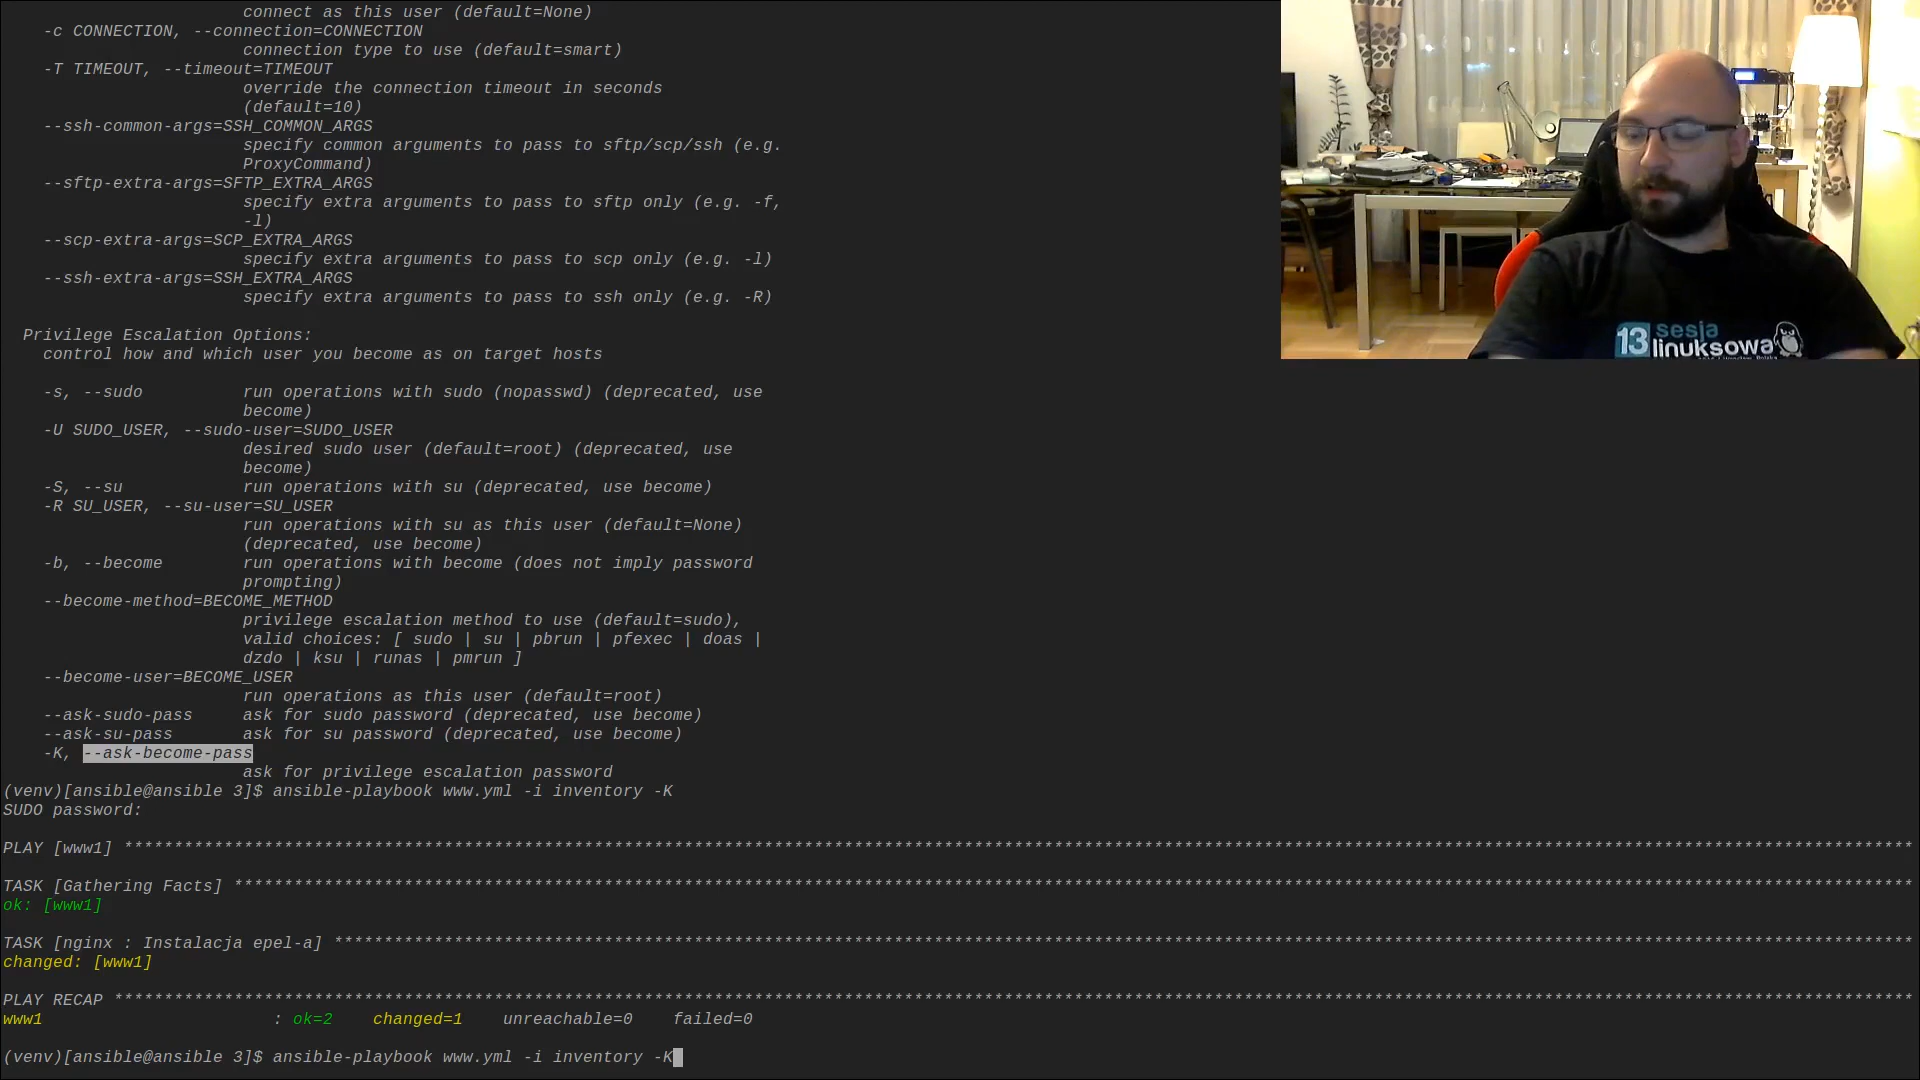 connect as this user (default=None)
-c CONNECTION, --connection=CONNECTION
connection type to use (default=smart)
-T TIMEOUT, --timeout=TIMEOUT
override the connection timeout in seconds
(default=10)
--ssh-common-args=SSH_COMMON_ARGS
specify common arguments to pass to sftp/scp/ssh (e.g.
ProxyCommand)
--sftp-extra-args=SFTP_EXTRA_ARGS
specify extra arguments to pass to sftp only (e.g. -f,
-l)
--scp-extra-args=SCP_EXTRA_ARGS
specify extra arguments to pass to scp only (e.g. -l)
--ssh-extra-args=SSH_EXTRA_ARGS
specify extra arguments to pass to ssh only (e.g. -R)
Privilege Escalation Options:
control how and which user you become as on target hosts
-s, --sudo run operations with sudo (nopasswd) (deprecated, use
become)
-U SUDO_USER, --sudo-user=SUDO_USER
desired sudo user (default=root) (deprecated, use
become)
-S, --su run operations with su (deprecated, use become)
-R SU_USER, --su-user=SU_USER
run operations with su as this user (default=None)
(deprecated, use become)
-b, --become run operations with become (does not imply password
prompting)
--become-method=BECOME_METHOD
privilege escalation method to use (default=sudo),
valid choices: [ sudo | su | pbrun | pfexec | doas |
dzdo | ksu | runas | pmrun ]
--become-user=BECOME_USER
run operations as this user (default=root)
--ask-sudo-pass ask for sudo password (deprecated, use become)
--ask-su-pass ask for su password (deprecated, use become)
-K, --ask-become-pass
ask for privilege escalation password
(venv)[ansible@ansible 3]$ ansible-playbook www.yml -i inventory -K
SUDO password:
PLAY [www1] ***********************************************************************************************************************************************************************************
TASK [Gathering Facts] ************************************************************************************************************************************************************************
ok: [www1]
TASK [nginx : Instalacja epel-a] **************************************************************************************************************************************************************
changed: [www1]
PLAY RECAP ************************************************************************************************************************************************************************************
www1 : ok=2 changed=1 unreachable=0 failed=0
(venv)[ansible@ansible 3]$ ansible-playbook www.yml -i inventory -K
13 sesja
linuksowa